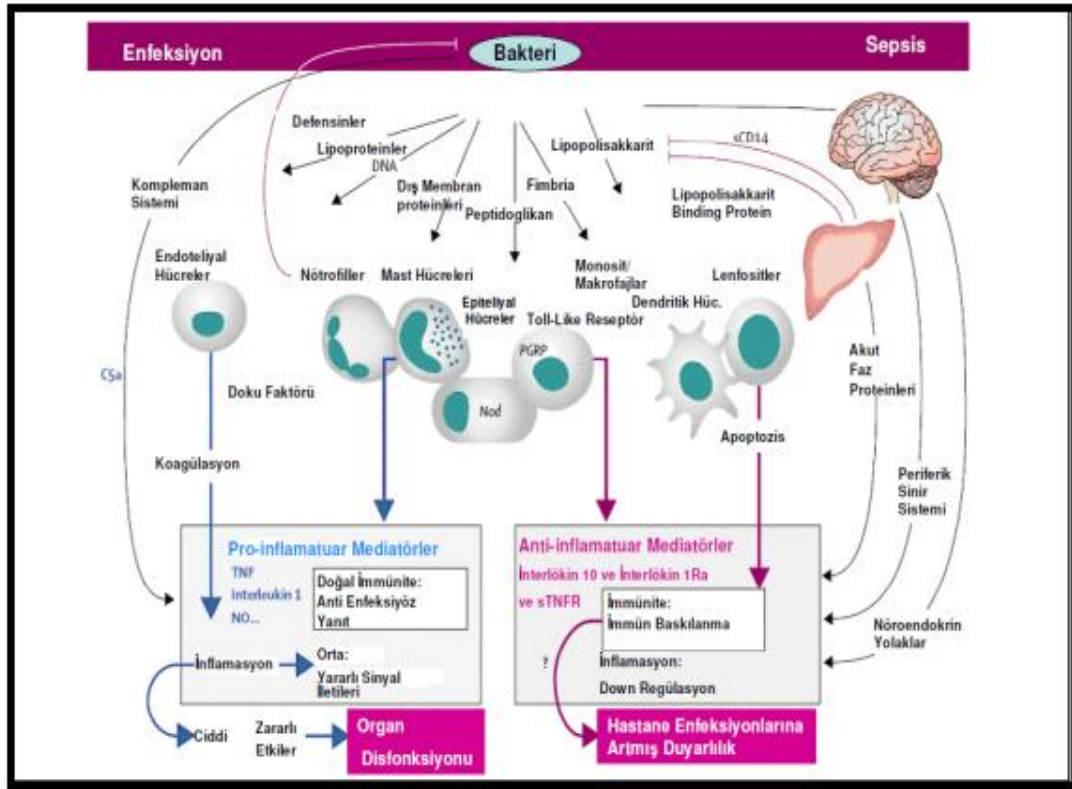 Enfeksiyon
Bakteri
Sepsis
Defensinler
Lipoproteinler
DNA
Dış Membran
proteinleri
Peptidoglikan
Fimbria
Lipopolisakkarit
sCD14
Lipopolisakkarit
Binding Protein
Kompleman
Sistemi
Endoteliyal
Hücreler
Nötrofiller
Mast Hücreleri
Epiteliyal
Hücreler
Monosit/
Makrofajlar
Toll-Like Reseptör
Dendritik Hüc.
Lenfositler
PGRP
Nod
C5a
Doku Faktörü
Koagülasyon
Apoptozis
Akut
Faz
Proteinleri
Periferik
Sinir
Sistemi
Nöroendokrin
Yolaklar
Pro-inflamatuar Mediatörler
TNF
Interleukin 1
NO...
Doğal İmmünite:
Anti Enfeksiyöz
Yanıt
İnflamasyon
Orta:
Yararlı Sinyal
İletileri
Ciddi
Zararlı
Etkiler
Organ
Disfonksiyonu
Anti-inflamatuar Mediatörler
İnterlökin 10 ve İnterlökin 1Ra
ve sTNFR
İmmünite:
İmmün Baskılanma
?
İnflamasyon:
Down Regülasyon
Hastane Enfeksiyonlarına
Artmış Duyarlılık